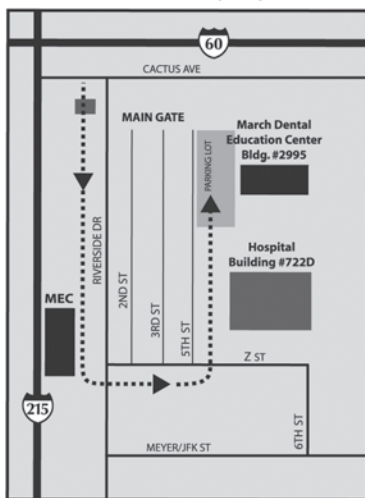 60
CACTUS AVE
MAIN GATE
March Dental
Education Center
Bldg. #2995
PARKING LOT
RIVERSIDE DR
2ND ST
3RD ST
5TH ST
Hospital
Building #722D
MEC
Z ST
215
6TH ST
MEYER/JFK ST